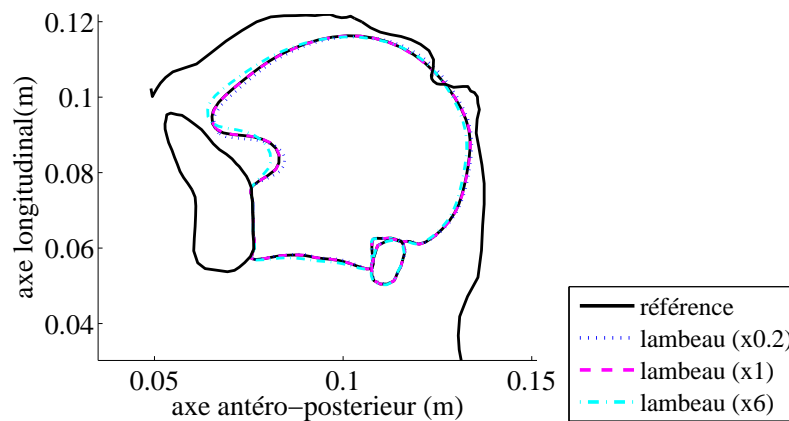 0.12
0.1
0.08
0.06
0.04
axe longitudinal(m)
0.05
0.1
0.15
axe antéro−posterieur (m)
référence
lambeau (x0.2)
lambeau (x1)
lambeau (x6)